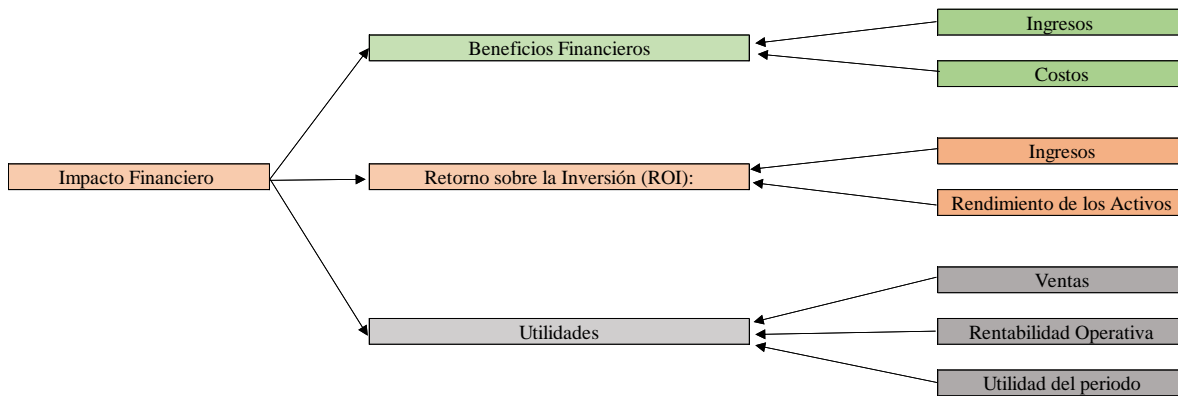 Ingresos
Beneficios Financieros
Costos
Ingresos
Impacto Financiero
Retorno sobre la Inversión (ROI):
Rendimiento de los Activos
Ventas
Utilidades
Rentabilidad Operativa
Utilidad del periodo